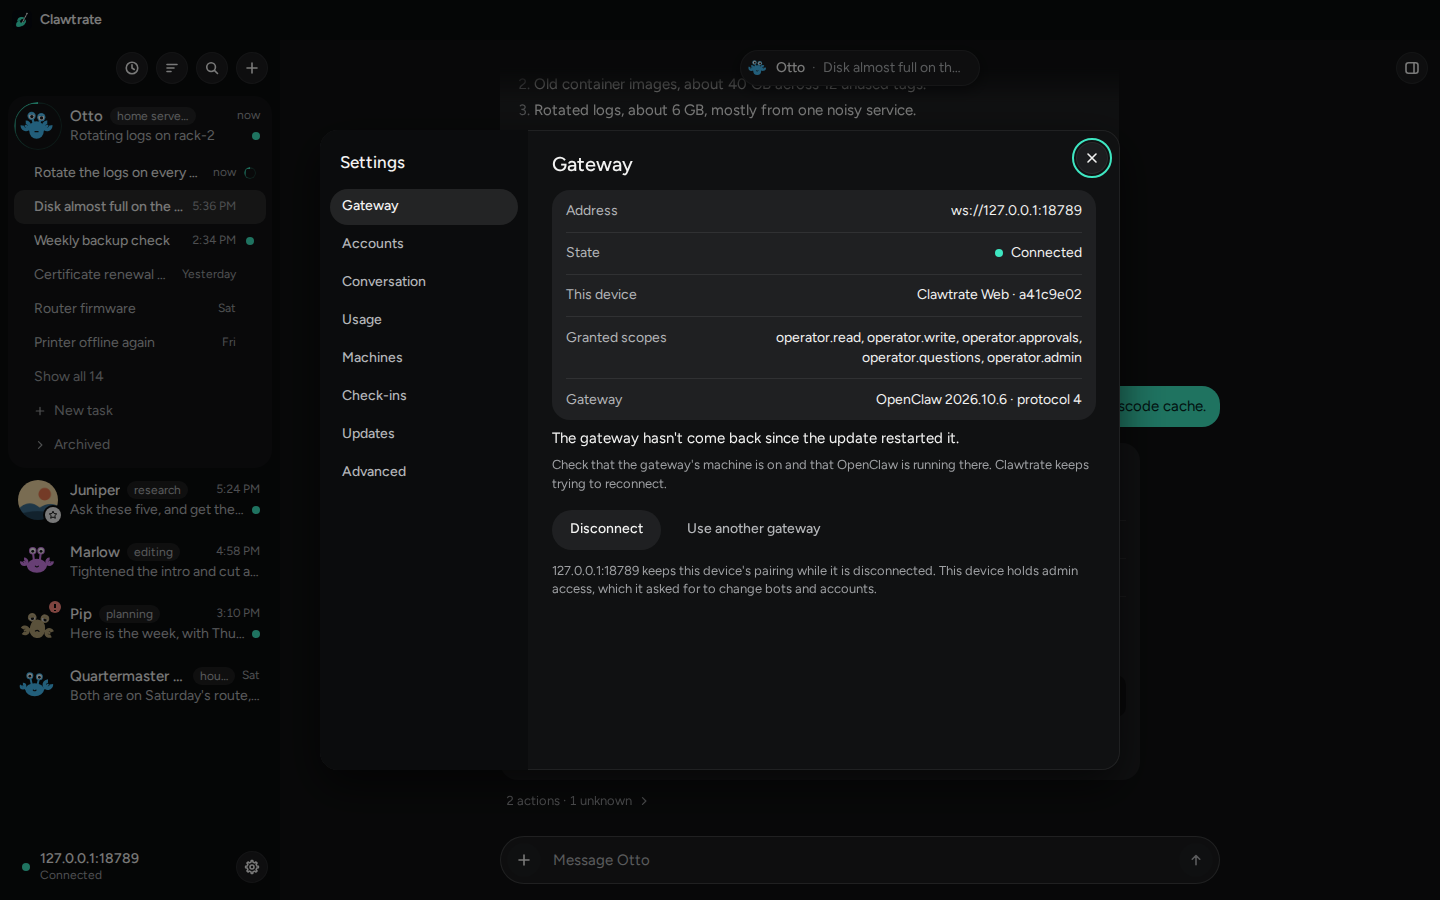 Clawtrate
Otto home serve... now
Rotating logs on rack-2
Rotate the logs on every ... now
Disk almost full on the ... 5:36 PM
Weekly backup check 2:34 PM
Certificate renewal ... Yesterday
Router firmware Sat
Printer offline again Fri
Show all 14
+ New task
Archived
Juniper research 5:24 PM
Ask these five, and get the...
Marlow editing 4:58 PM
Tightened the intro and cut a...
Pip planning 3:10 PM
Here is the week, with Thu...
Quartermaster ... hou... Sat
Both are on Saturday's route,...
127.0.0.1:18789
Connected
Otto · Disk almost full on th...
2. Old container images, about 40 GB across 12 unused tags.
3. Rotated logs, about 6 GB, mostly from one noisy service.
scode cache.
Settings
Gateway
Accounts
Conversation
Usage
Machines
Check-ins
Updates
Advanced
Gateway
Address ws://127.0.0.1:18789
State Connected
This device Clawtrate Web · a41c9e02
Granted scopes operator.read, operator.write, operator.approvals,
operator.questions, operator.admin
Gateway OpenClaw 2026.10.6 · protocol 4
The gateway hasn't come back since the update restarted it.
Check that the gateway's machine is on and that OpenClaw is running there. Clawtrate keeps
trying to reconnect.
Disconnect Use another gateway
127.0.0.1:18789 keeps this device's pairing while it is disconnected. This device holds admin
access, which it asked for to change bots and accounts.
2 actions · 1 unknown
Message Otto